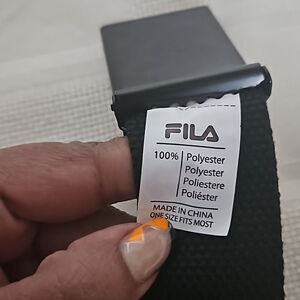 FILA
100% Polyester
Polyester
Poliestere
Poliéster
MADE IN CHINA
ONE SIZE FITS MOST